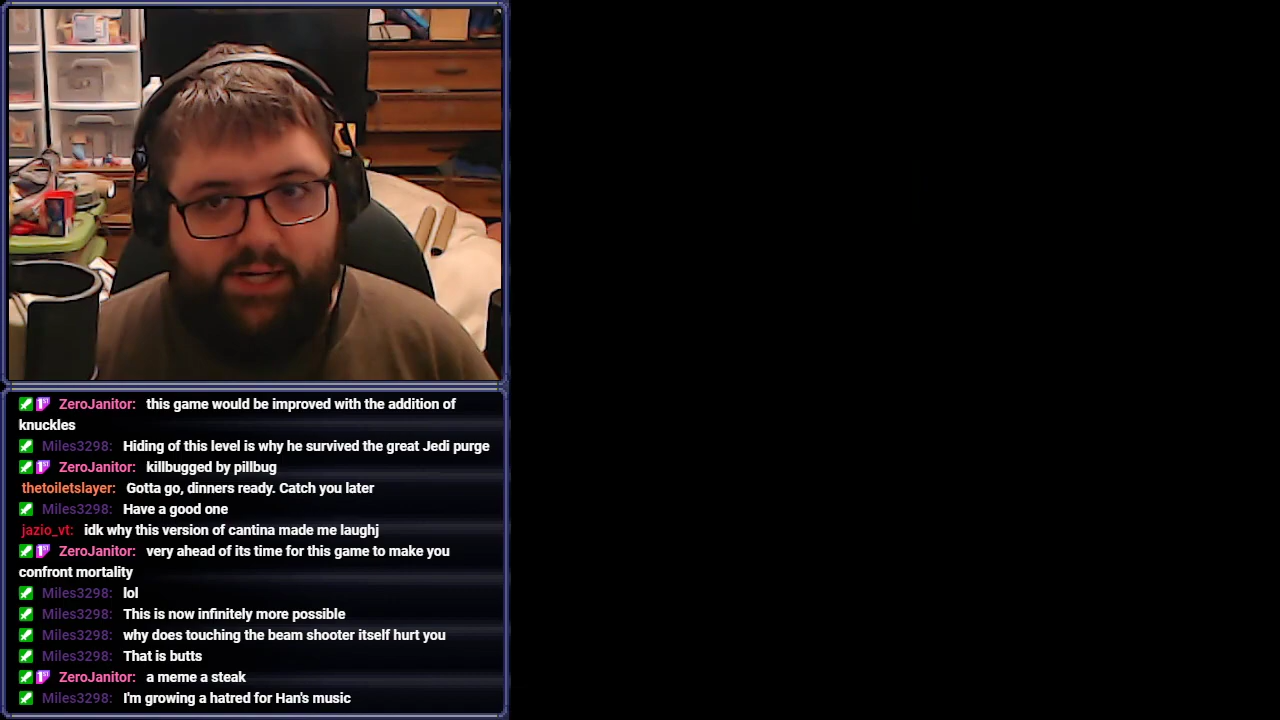 ZeroJanitor: this game would be improved with the addition of
knuckles
Miles3298: Hiding of this level is why he survived the great Jedi purge
ZeroJanitor: killbugged by pillbug
thetoiletslayer: Gotta go, dinners ready. Catch you later
Miles3298: Have a good one
jazio_vt: idk why this version of cantina made me laughj
ZeroJanitor: very ahead of its time for this game to make you
confront mortality
Miles3298: lol
Miles3298: This is now infinitely more possible
Miles3298: why does touching the beam shooter itself hurt you
Miles3298: That is butts
ZeroJanitor: a meme a steak
Miles3298: I'm growing a hatred for Han's music